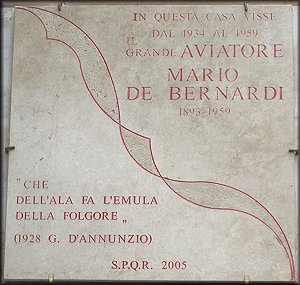 IN QUESTA CASA VISSE
DAL 1934 AL 1959
IL
GRANDE AVIATORE
MARIO
DE BERNARDI
1893-1959
"CHE
DELL'ALA FA L'EMULA
DELLA FOLGORE"
(1928 G. D'ANNUNZIO)
S.P.Q.R. 2005